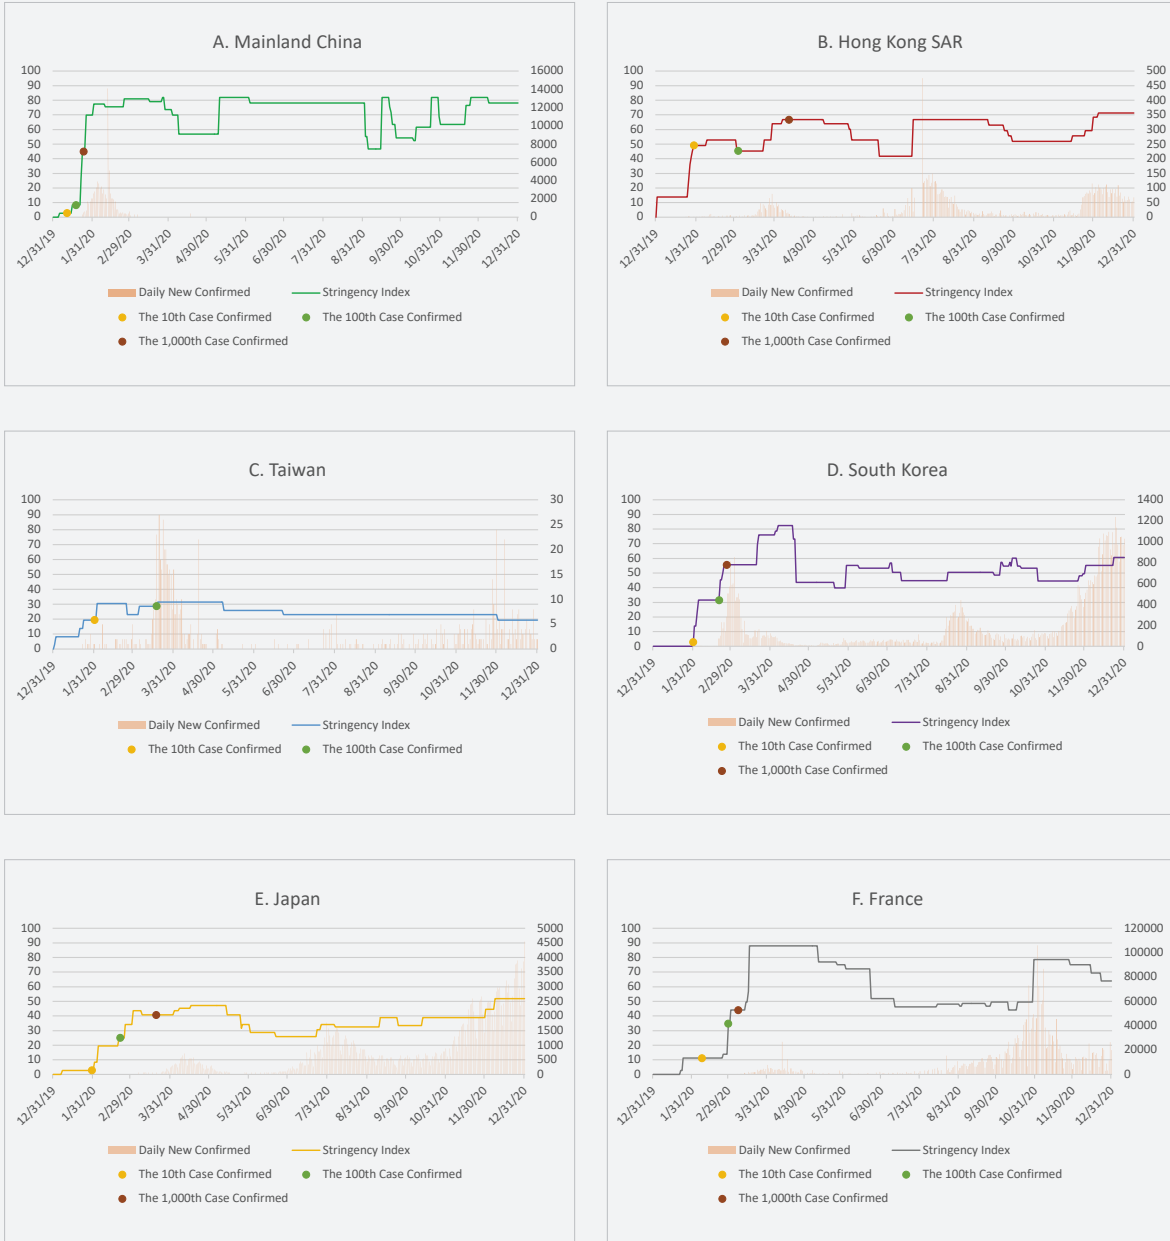 A. Mainland China
100 16000
90 14000
80 12000
70 10000
60 8000
50 6000
40 4000
30 2000
20 0
10
0
12/31/19 1/31/20 2/29/20 3/31/20 4/30/20 5/31/20 6/30/20 7/31/20 8/31/20 9/30/20 10/31/20 11/30/20 12/31/20
Daily New Confirmed Stringency Index
The 10th Case Confirmed The 100th Case Confirmed
The 1,000th Case Confirmed
B. Hong Kong SAR
100 500
90 450
80 400
70 350
60 300
50 250
40 200
30 150
20 100
10 50
0 0
12/31/19 1/31/20 2/29/20 3/31/20 4/30/20 5/31/20 6/30/20 7/31/20 8/31/20 9/30/20 10/31/20 11/30/20 12/31/20
Daily New Confirmed Stringency Index
The 10th Case Confirmed The 100th Case Confirmed
The 1,000th Case Confirmed
C. Taiwan
100 30
90 25
80 20
70 15
60 10
50 5
40 0
30
20
10
0
12/31/19 1/31/20 2/29/20 3/31/20 4/30/20 5/31/20 6/30/20 7/31/20 8/31/20 9/30/20 10/31/20 11/30/20 12/31/20
Daily New Confirmed Stringency Index
The 10th Case Confirmed The 100th Case Confirmed
D. South Korea
100 1400
90 1200
80 1000
70 800
60 600
50 400
40 200
30 0
20
10
0
12/31/19 1/31/20 2/29/20 3/31/20 4/30/20 5/31/20 6/30/20 7/31/20 8/31/20 9/30/20 10/31/20 11/30/20 12/31/20
Daily New Confirmed Stringency Index
The 10th Case Confirmed The 100th Case Confirmed
The 1,000th Case Confirmed
E. Japan
100 5000
90 4500
80 4000
70 3500
60 3000
50 2500
40 2000
30 1500
20 1000
10 500
0 0
12/31/19 1/31/20 2/29/20 3/31/20 4/30/20 5/31/20 6/30/20 7/31/20 8/31/20 9/30/20 10/31/20 11/30/20 12/31/20
Daily New Confirmed Stringency Index
The 10th Case Confirmed The 100th Case Confirmed
The 1,000th Case Confirmed
F. France
100 120000
90 100000
80 80000
70 60000
60 40000
50 20000
40 0
30
20
10
0
12/31/19 1/31/20 2/29/20 3/31/20 4/30/20 5/31/20 6/30/20 7/31/20 8/31/20 9/30/20 10/31/20 11/30/20 12/31/20
Daily New Confirmed Stringency Index
The 10th Case Confirmed The 100th Case Confirmed
The 1,000th Case Confirmed